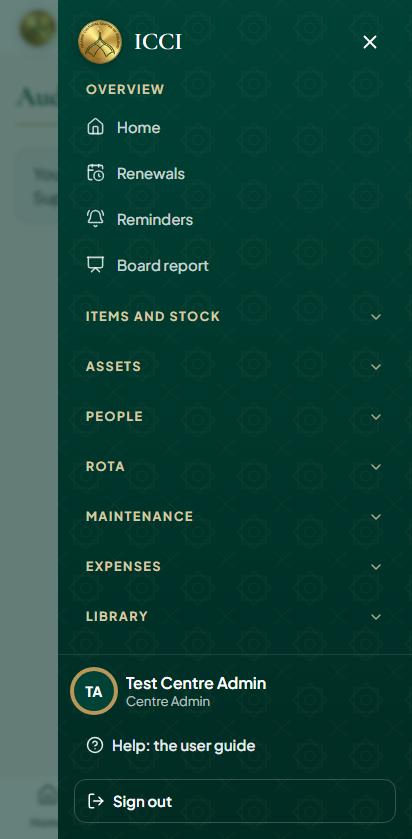 ICCI
OVERVIEW
Home
Renewals
Reminders
Board report
ITEMS AND STOCK
ASSETS
PEOPLE
ROTA
MAINTENANCE
EXPENSES
LIBRARY
TA
Test Centre Admin
Centre Admin
Help: the user guide
Sign out